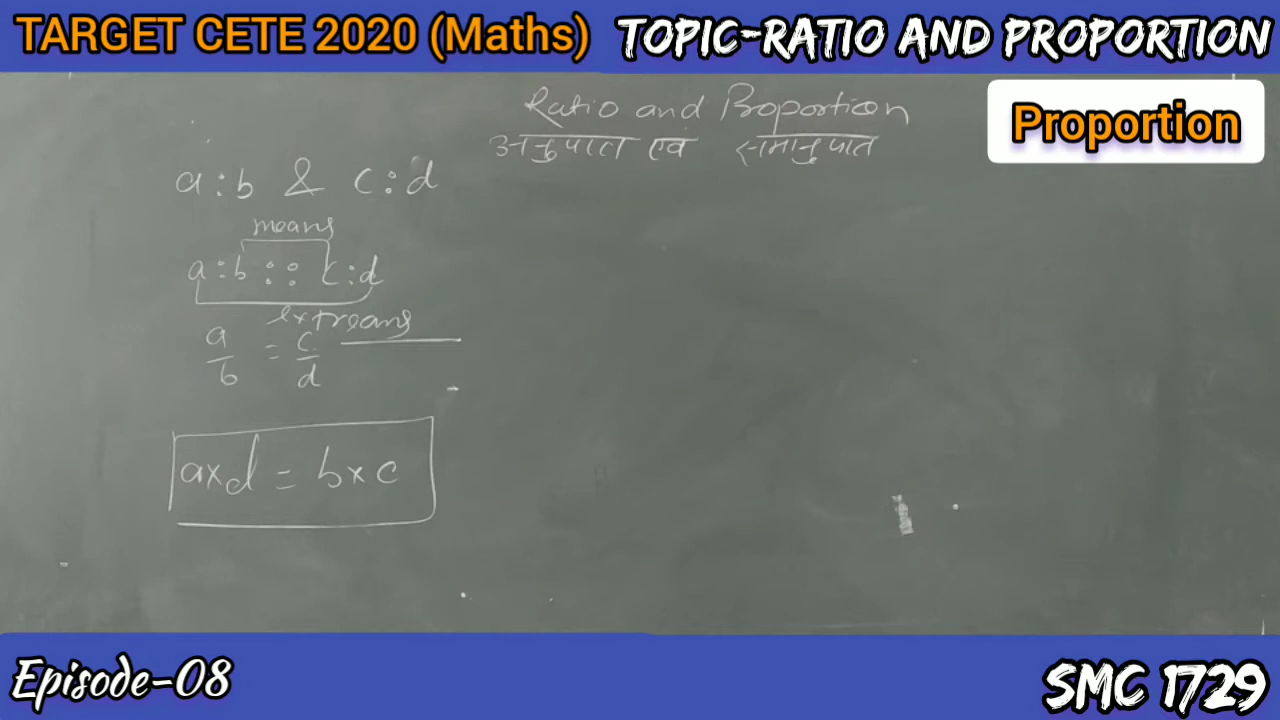 TARGET CETE 2020 (Maths) TOPIC-RATIO AND PROPORTION
Proportion
Ratio and Proportion
अनुपात एवं समानुपात
a : b & c : d
means
a : b :: c : d
extreams
a/b = c/d
a×d = b×c
Episode-08
SMC 1729